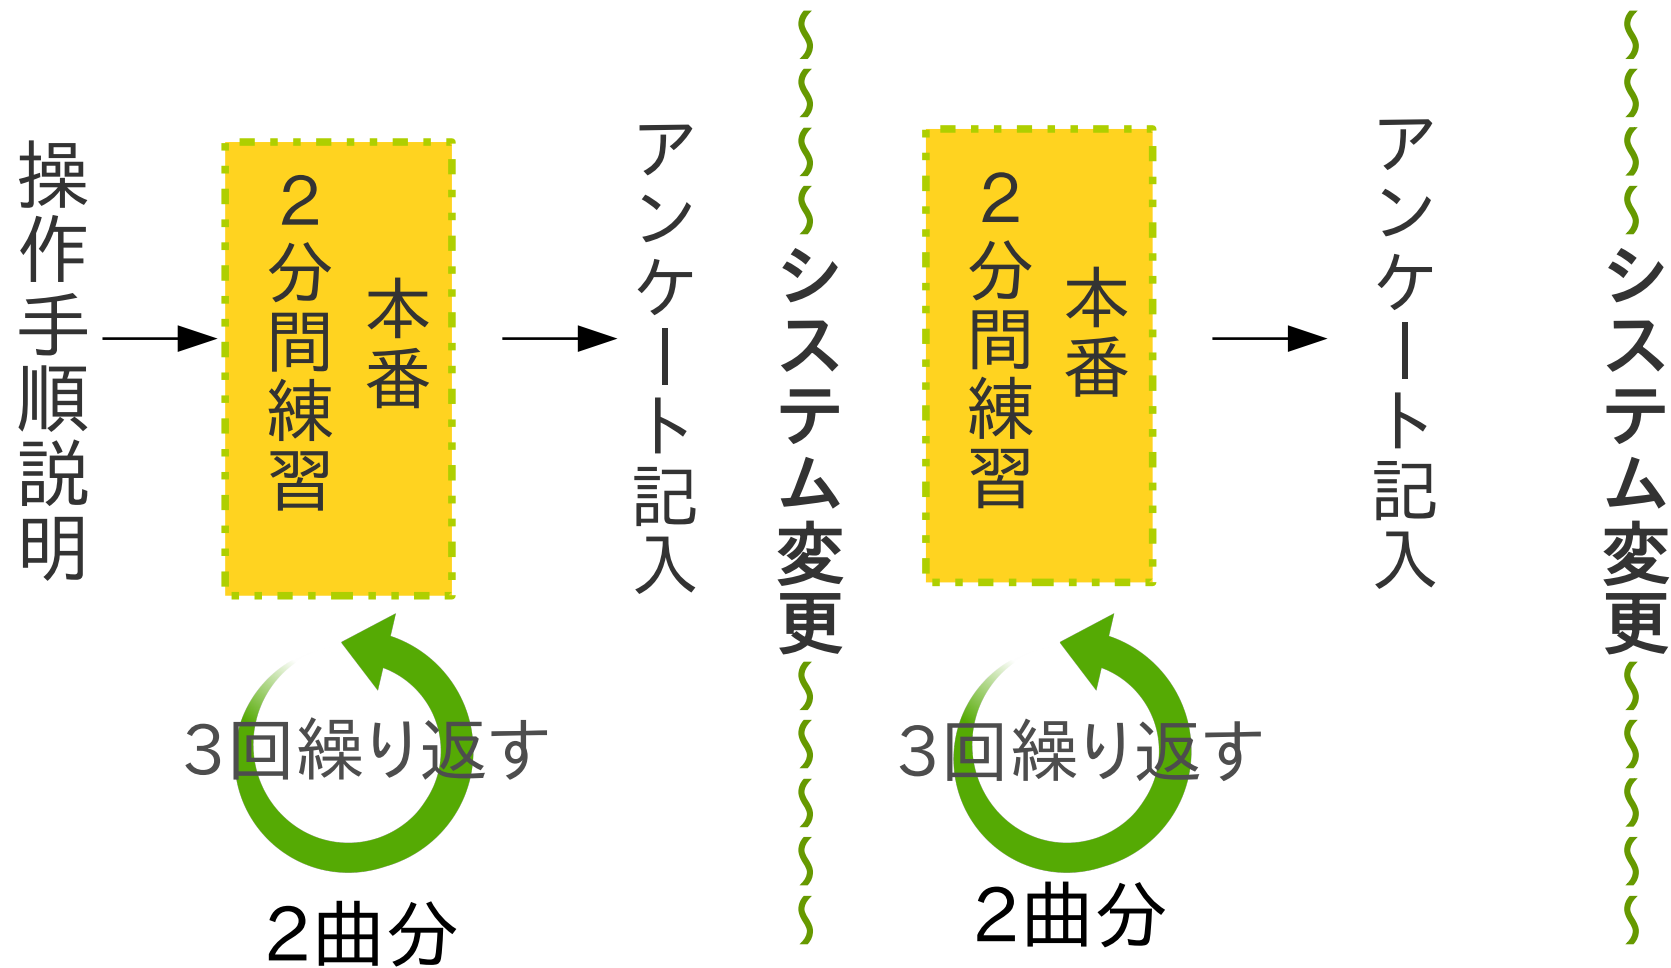 操作手順説明
２分間練習
本番
３回繰り返す
２曲分
アンケート記入
〜〜〜〜システム変更〜〜〜〜〜
２分間練習
本番
３回繰り返す
２曲分
アンケート記入
〜〜〜〜システム変更〜〜〜〜〜